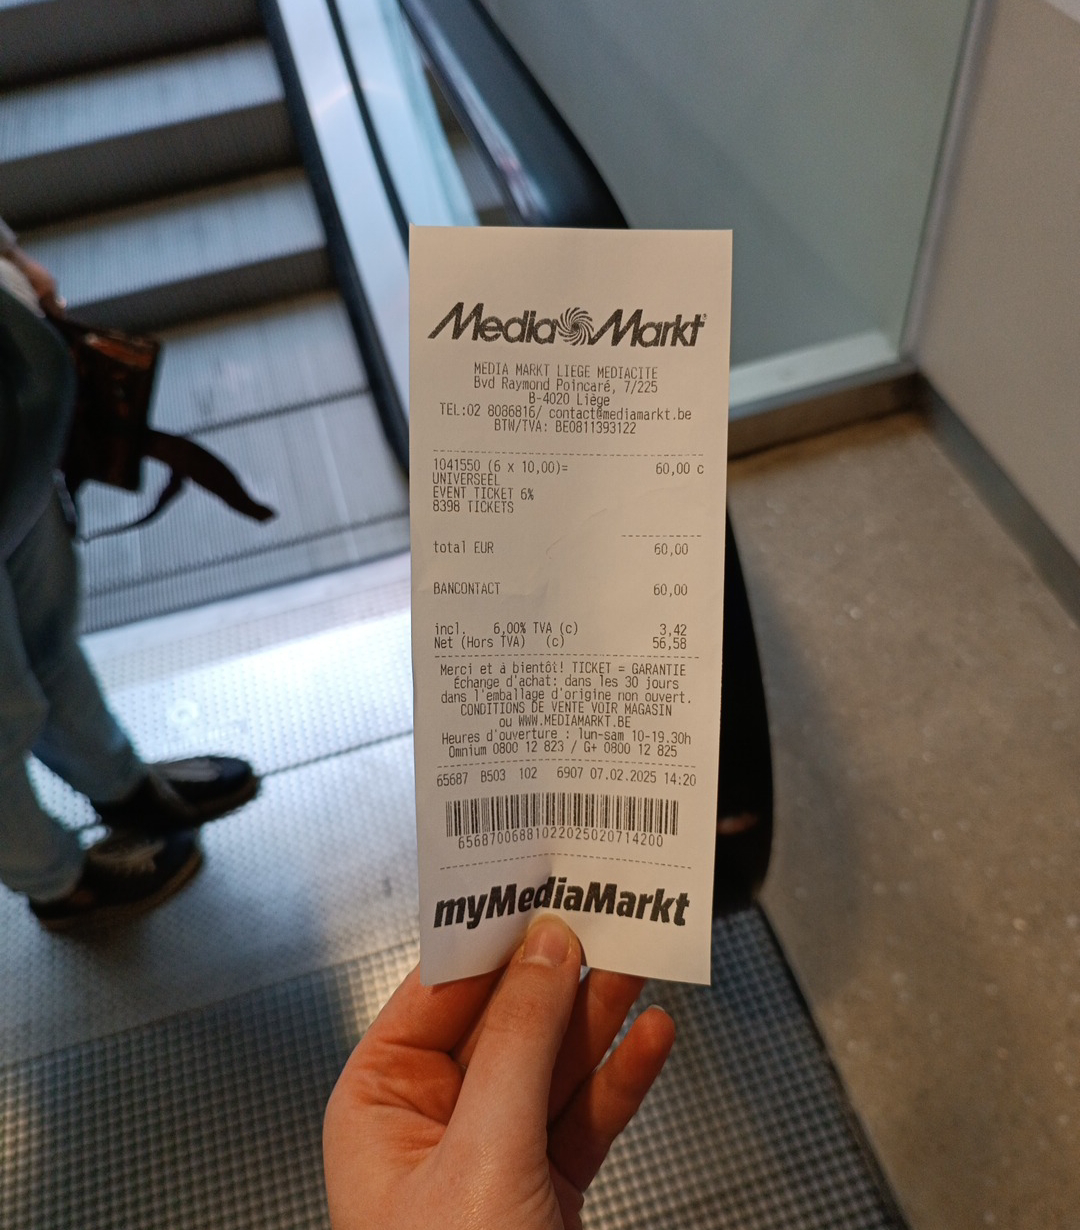 Media Markt
MEDIA MARKT LIEGE MEDIACITE
Bvd Raymond Poincaré, 7/225
B-4020 Liège
TEL:02 8086816/ contact@mediamarkt.be
BTW/TVA: BE0811393122
1041550 (6 x 10,00)= 60,00 c
UNIVERSEEL
EVENT TICKET 6%
8398 TICKETS
total EUR 60,00
BANCONTACT 60,00
incl. 6,00% TVA (c) 3,42
Net (Hors TVA) (c) 56,58
Merci et à bientôt! TICKET = GARANTIE
Échange d'achat: dans les 30 jours
dans l'emballage d'origine non ouvert.
CONDITIONS DE VENTE VOIR MAGASIN
ou WWW.MEDIAMARKT.BE
Heures d'ouverture : lun-sam 10-19.30h
Omnium 0800 12 823 / G+ 0800 12 825
65687 B503 102 6907 07.02.2025 14:20
65687006881022025020714200
myMediaMarkt